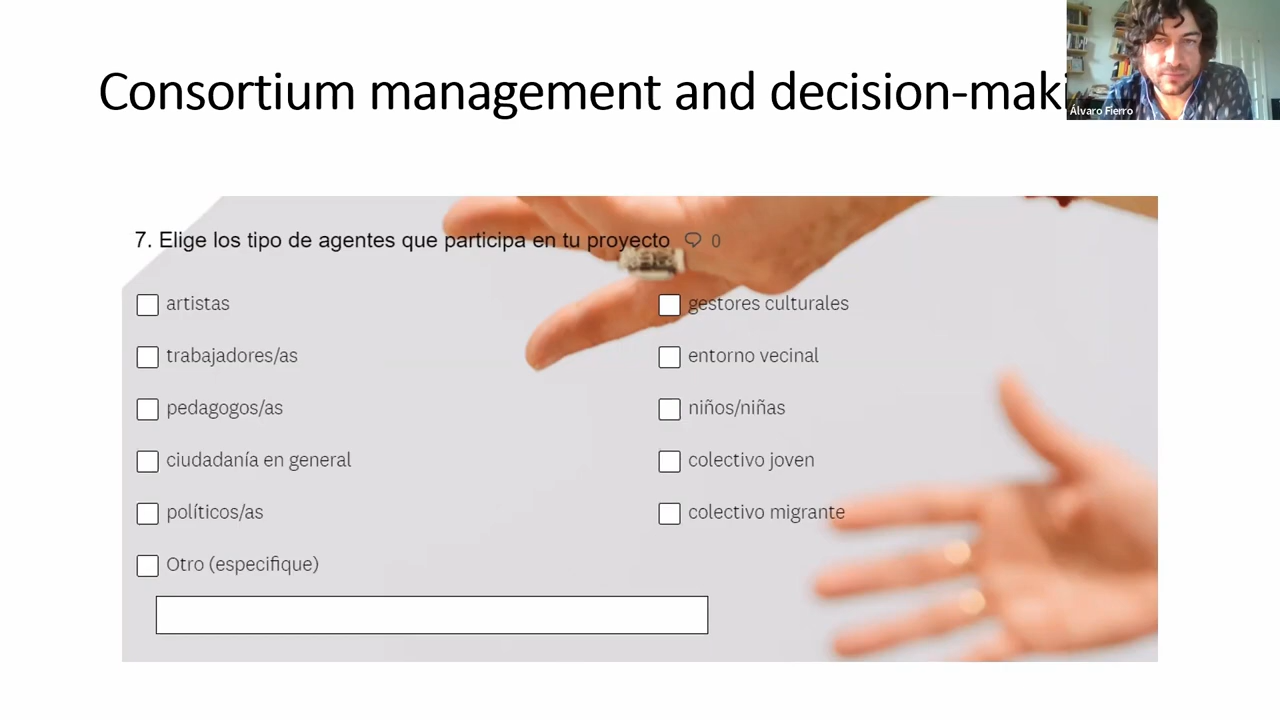 Consortium management and decision-maki
Álvaro Fierro
7. Elige los tipo de agentes que participa en tu proyecto 0
artistas
gestores culturales
trabajadores/as
entorno vecinal
pedagogos/as
niños/niñas
ciudadanía en general
colectivo joven
políticos/as
colectivo migrante
Otro (especifique)